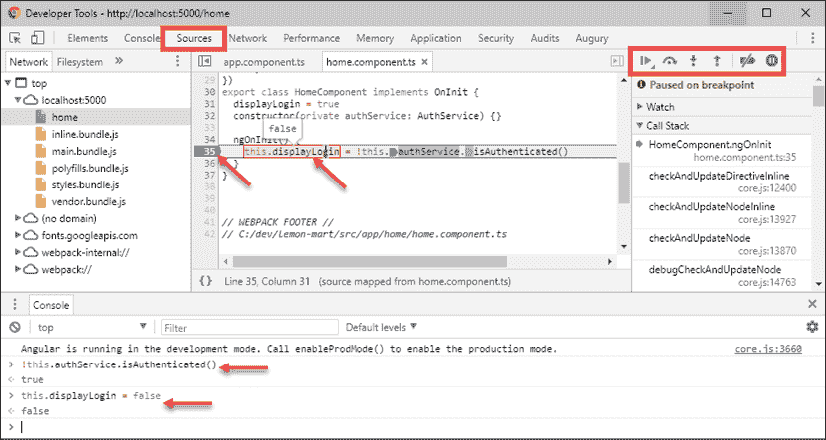 Developer Tools - http://localhost:5000/home
Elements Console Sources Network Performance Memory Application Security Audits Augury
Network Filesystem »
top
localhost:5000
home
inline.bundle.js
main.bundle.js
polyfills.bundle.js
styles.bundle.js
vendor.bundle.js
(no domain)
fonts.googleapis.com
webpack-internal://
webpack://
app.component.ts home.component.ts ×
29 })
30 export class HomeComponent implements OnInit {
31 displayLogin = true
32 constructor(private authService: AuthService) {}
33
false
34 ngOnInit()
35 this.displayLogin = !this.authService.isAuthenticated()
36 }
37 }
41 // WEBPACK FOOTER //
42 // C:/dev/Lemon-mart/src/app/home/home.component.ts
{} Line 35, Column 31 (source mapped from home.component.ts)
Paused on breakpoint
Watch
Call Stack
HomeComponent.ngOnInit
home.component.ts:35
checkAndUpdateDirectiveInline
core.js:12400
checkAndUpdateNodeInline
core.js:13927
checkAndUpdateNode
core.js:13870
debugCheckAndUpdateNode
core.js:14763
Console
top Filter Default levels
Angular is running in the development mode. Call enableProdMode() to enable the production mode. core.js:3660
> !this.authService.isAuthenticated()
< true
> this.displayLogin = false
< false
>